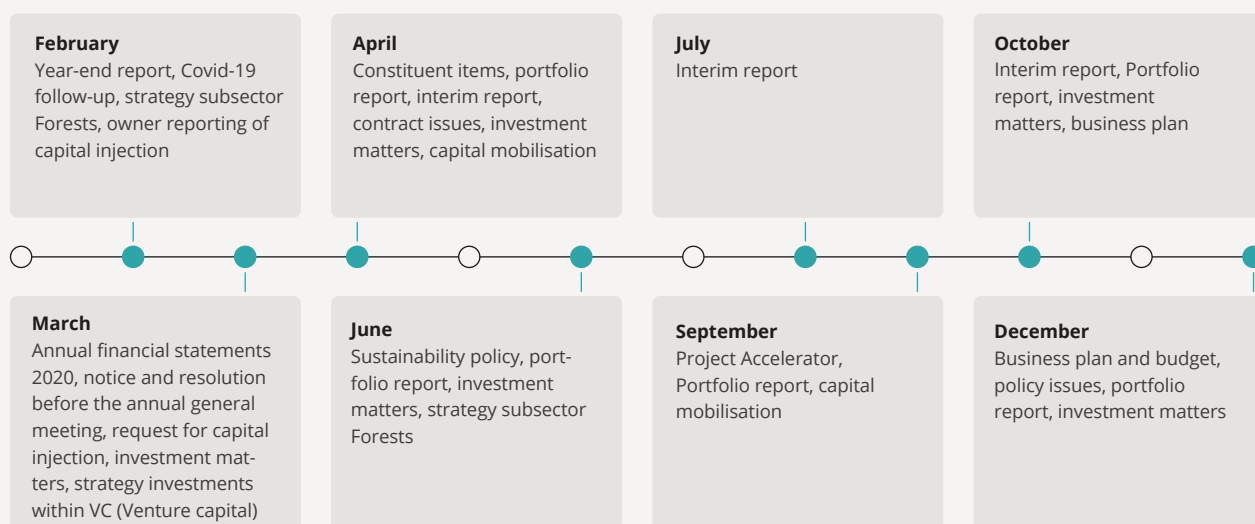 February
Year-end report, Covid-19
follow-up, strategy subsector
Forests, owner reporting of
capital injection
April
Constituent items, portfolio
report, interim report,
contract issues, investment
matters, capital mobilisation
July
Interim report
October
Interim report, Portfolio
report, investment
matters, business plan
March
Annual financial statements
2020, notice and resolution
before the annual general
meeting, request for capital
injection, investment mat-
ters, strategy investments
within VC (Venture capital)
June
Sustainability policy, port-
folio report, investment
matters, strategy subsector
Forests
September
Project Accelerator,
Portfolio report, capital
mobilisation
December
Business plan and budget,
policy issues, portfolio
report, investment matters